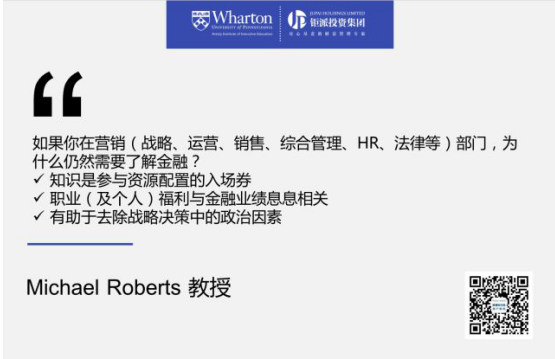 Wharton
UNIVERSITY of PENNSYLVANIA
Aresty Institute of Executive Education
JUPAI HOLDINGS LIMITED
钜派投资集团
“
如果你在营销（战略、运营、销售、综合管理、HR、法律等）部门，为
什么仍然需要了解金融？
✓ 知识是参与资源配置的入场券
✓ 职业（及个人）福利与金融业绩息息相关
✓ 有助于去除战略决策中的政治因素
Michael Roberts 教授